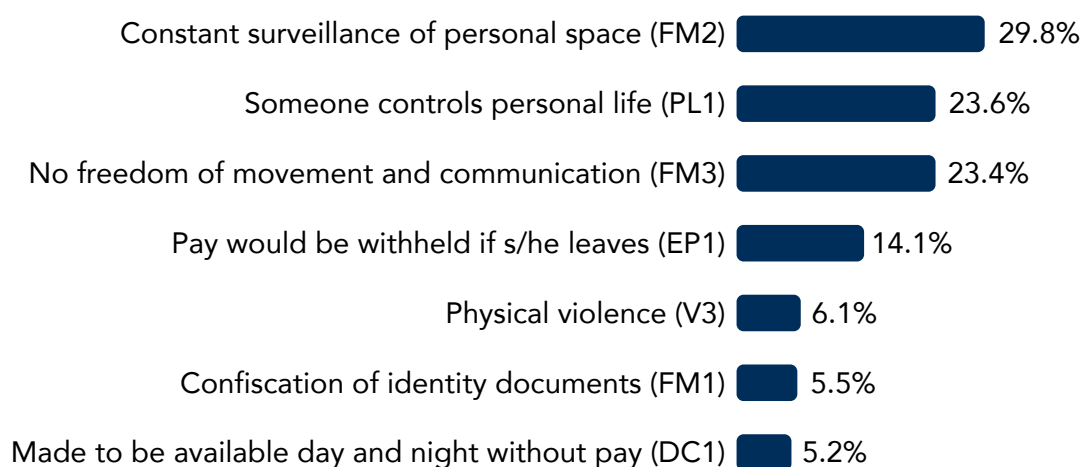 Constant surveillance of personal space (FM2) 29.8%
Someone controls personal life (PL1) 23.6%
No freedom of movement and communication (FM3) 23.4%
Pay would be withheld if s/he leaves (EP1) 14.1%
Physical violence (V3) 6.1%
Confiscation of identity documents (FM1) 5.5%
Made to be available day and night without pay (DC1) 5.2%